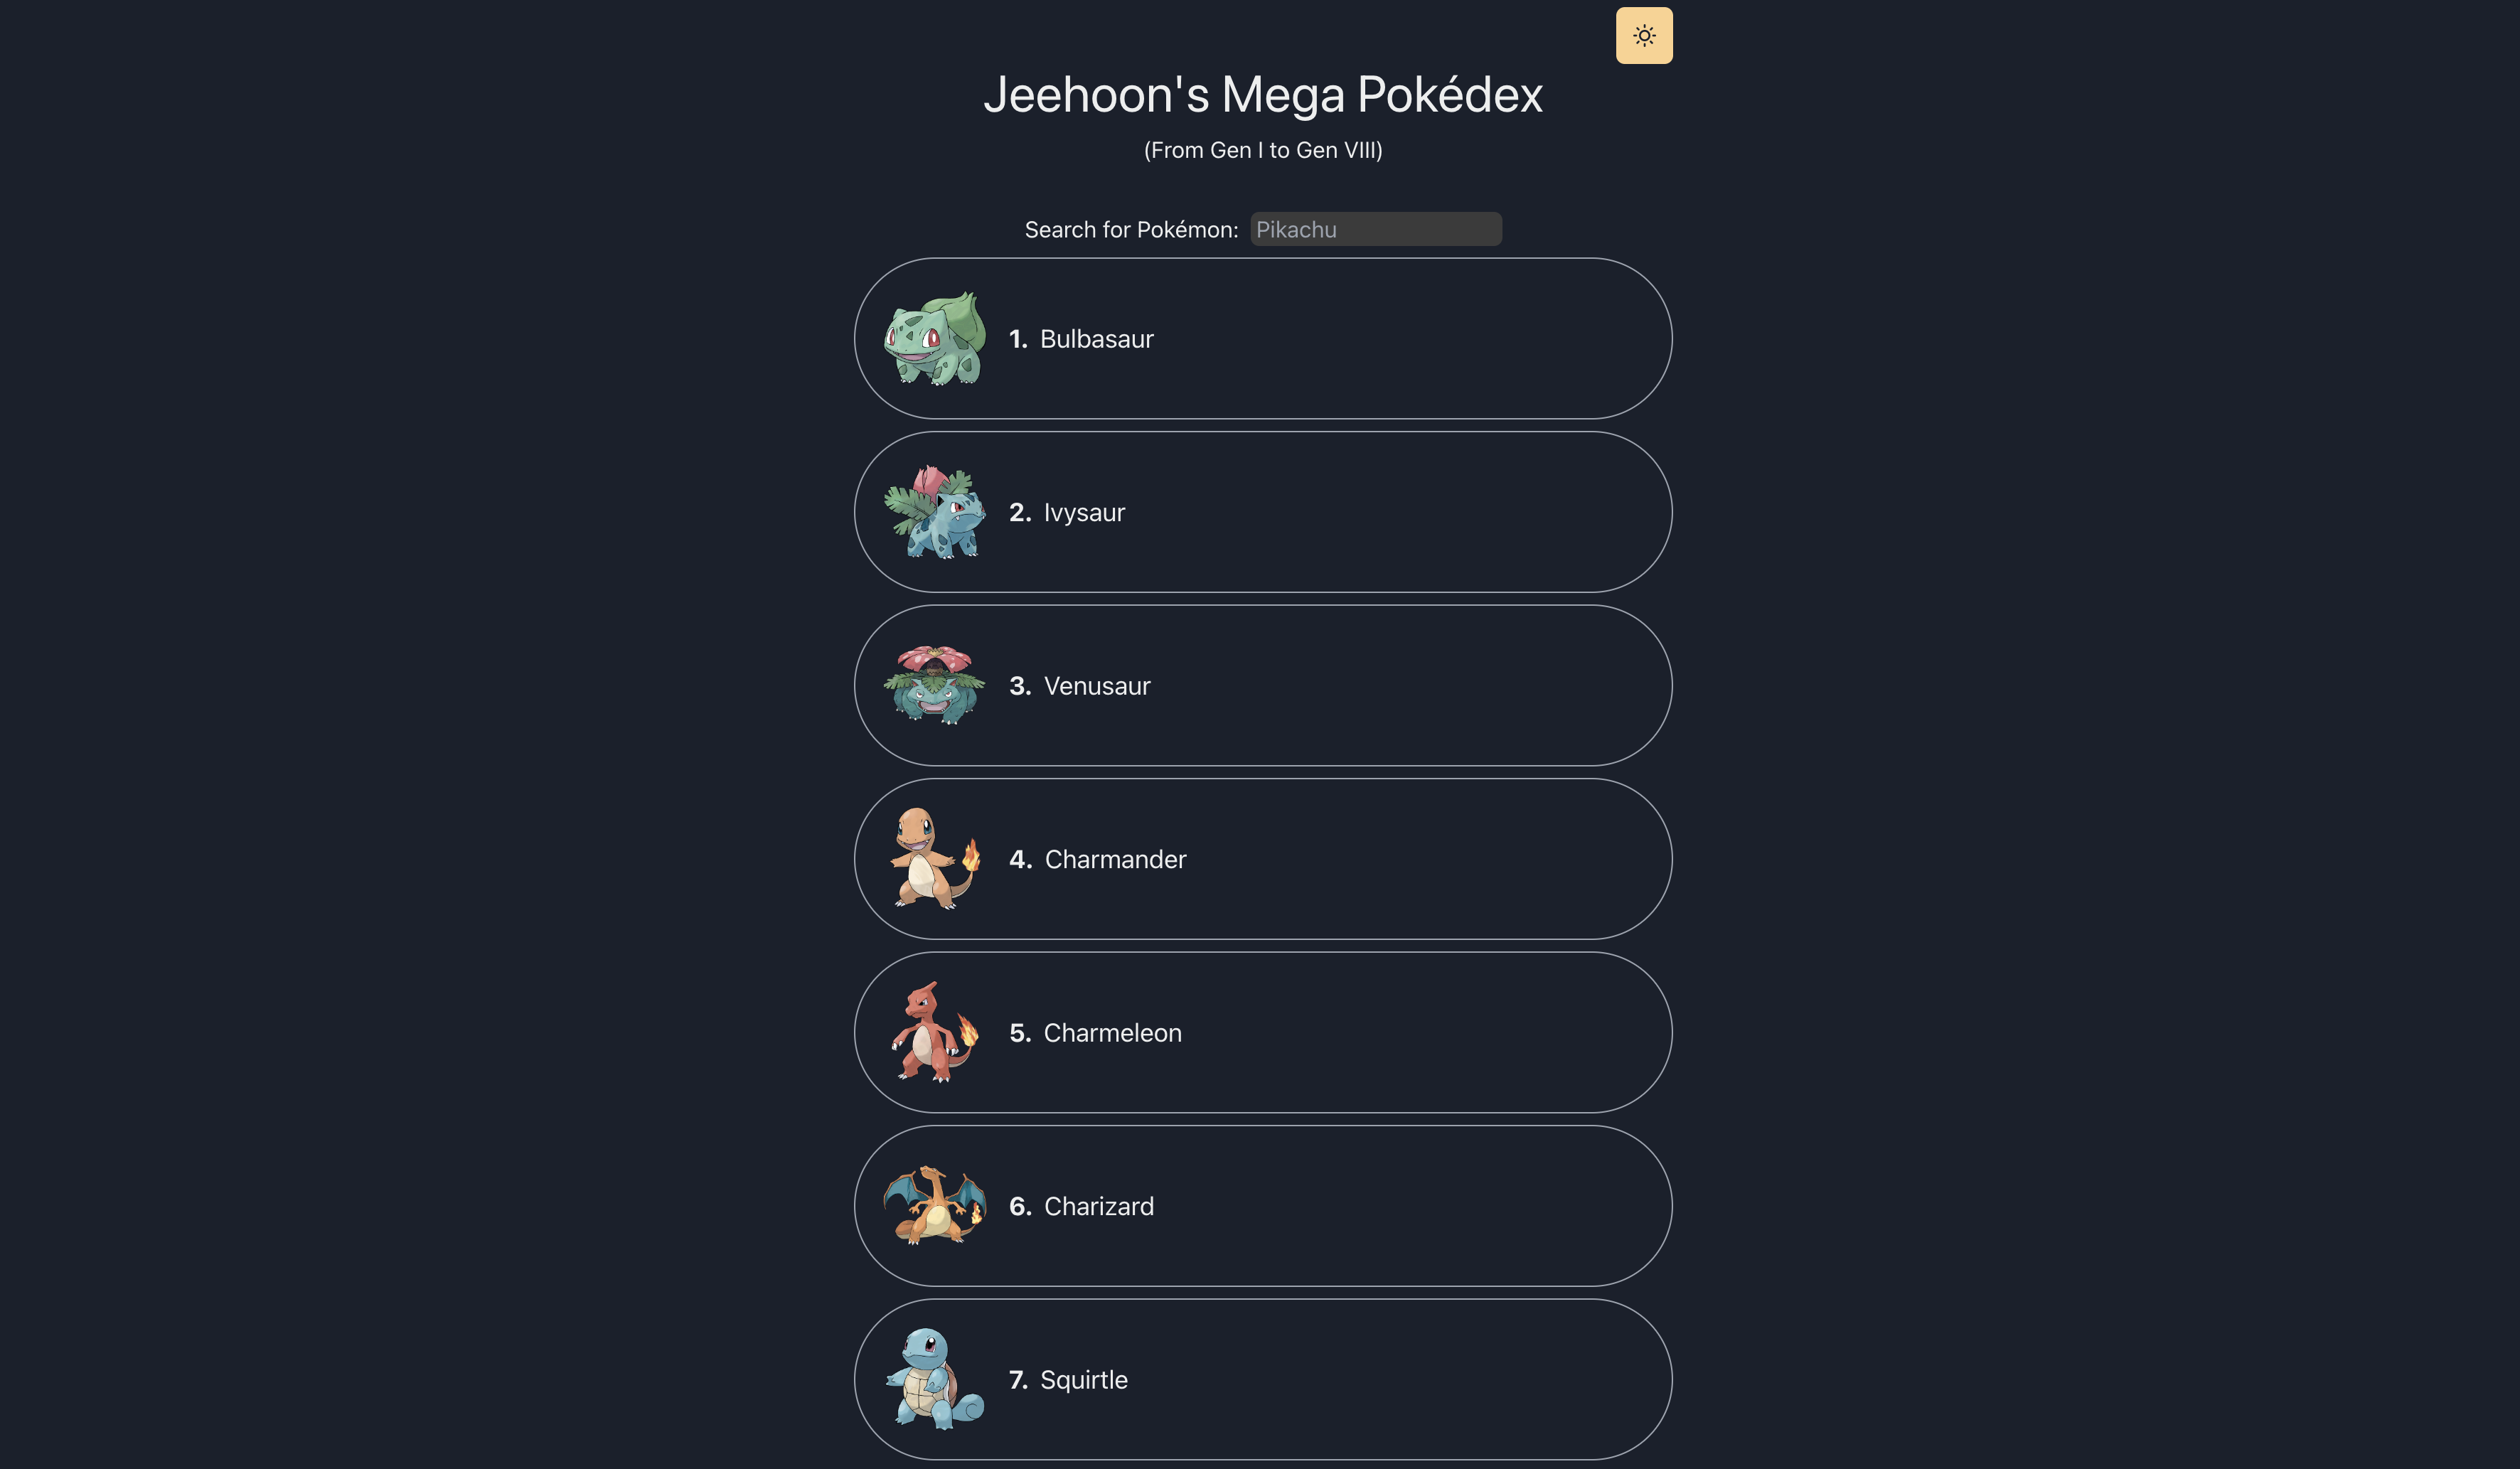 Jeehoon's Mega Pokédex
(From Gen I to Gen VIII)
Search for Pokémon: Pikachu
1. Bulbasaur
2. Ivysaur
3. Venusaur
4. Charmander
5. Charmeleon
6. Charizard
7. Squirtle